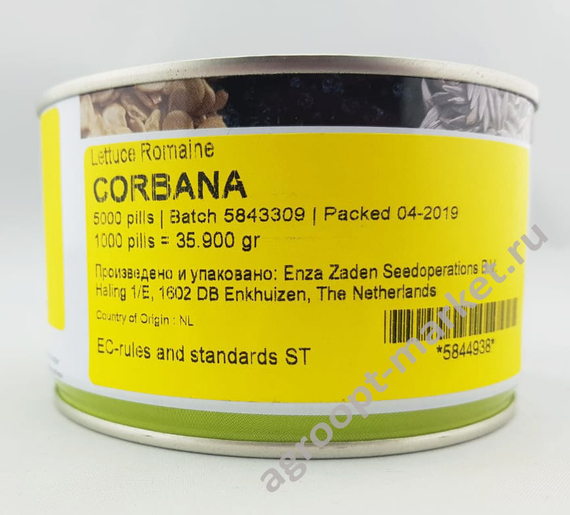 Lettuce Romaine
CORBANA
5000 pills | Batch 5843309 | Packed 04-2019
1000 pills = 35.900 gr
Произведено и упаковано: Enza Zaden Seedoperations B.V.
Haling 1/E, 1602 DB Enkhuizen, The Netherlands
Country of Origin : NL
EC-rules and standards ST
*5844938*
agroopt-market.ru